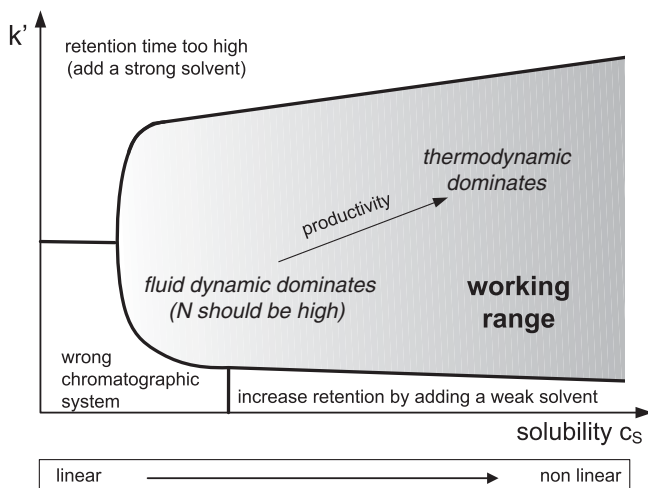 k’
retention time too high
(add a strong solvent)
thermodynamic
dominates
productivity
fluid dynamic dominates
(N should be high)
working
range
wrong
chromatographic
system
increase retention by adding a weak solvent
solubility cS
linear
non linear